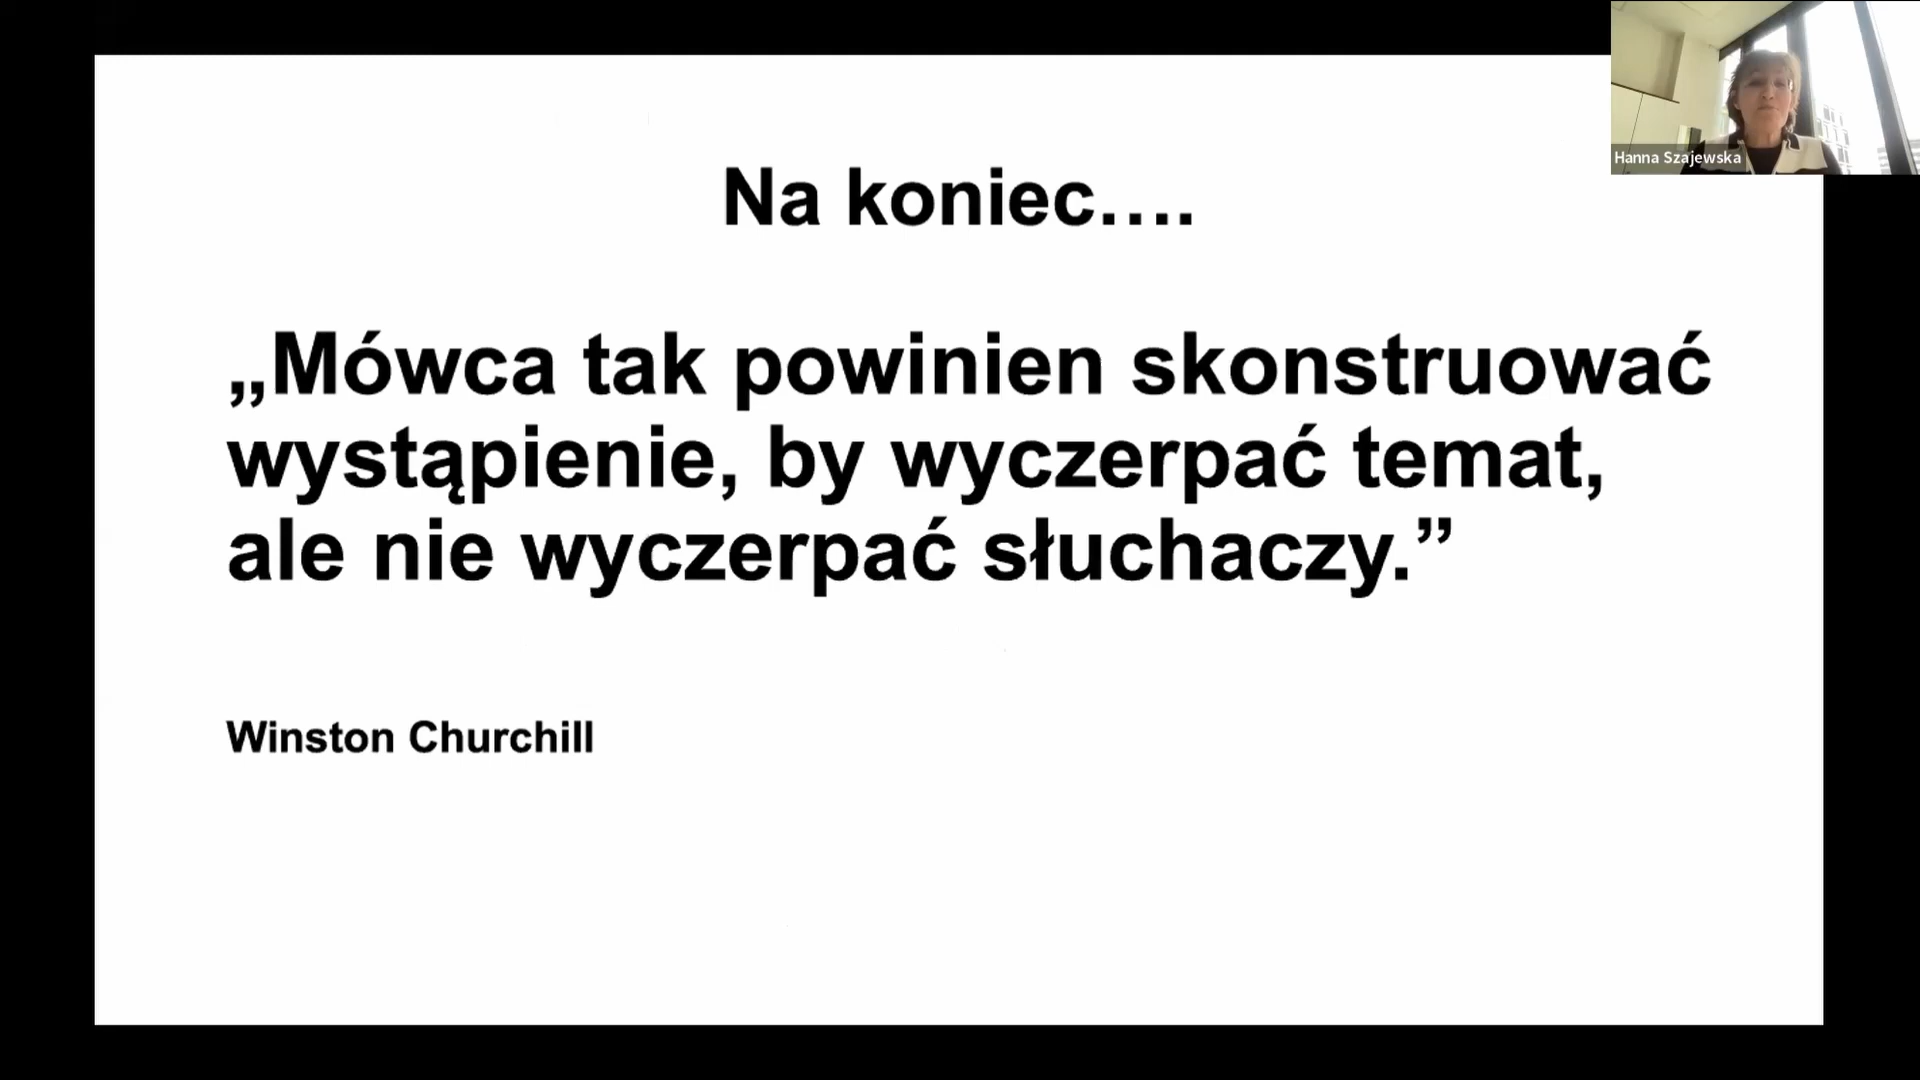 Na koniec….
„Mówca tak powinien skonstruować
wystąpienie, by wyczerpać temat,
ale nie wyczerpać słuchaczy.”
Winston Churchill
Hanna Szajewska